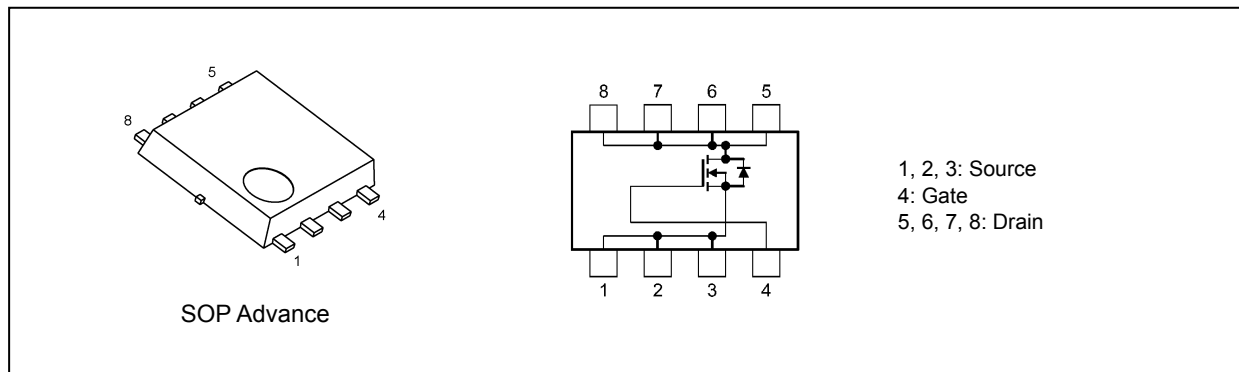 5
8
4
1
SOP Advance
8 7 6 5
1 2 3 4
1, 2, 3: Source
4: Gate
5, 6, 7, 8: Drain